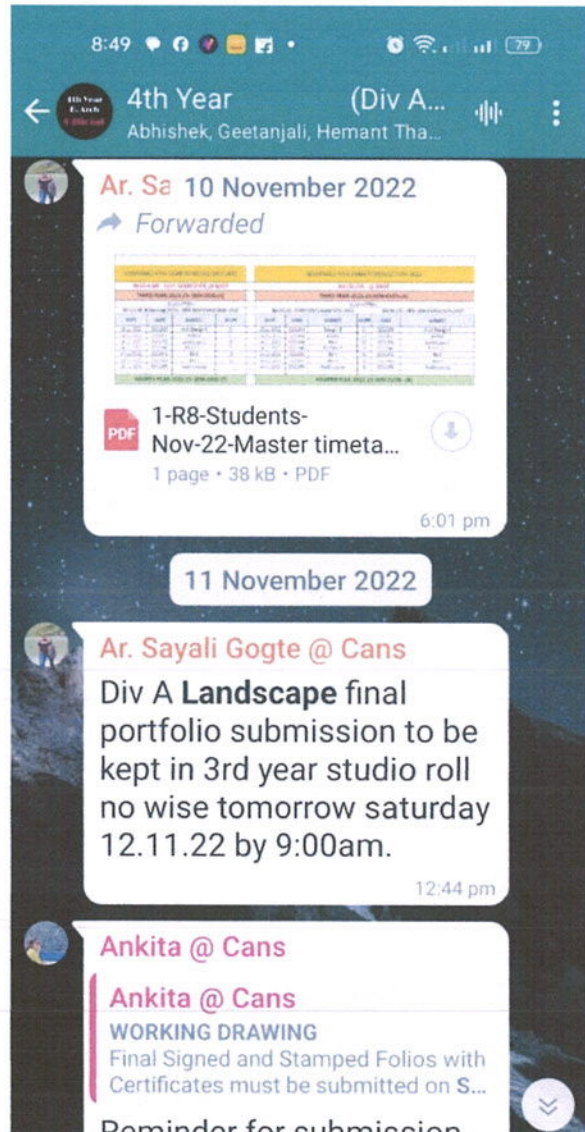 8:49
79
4th Year (Div A...
Abhishek, Geetanjali, Hemant Tha...
Ar. Sa
10 November 2022
Forwarded
PDF
1-R8-Students-
Nov-22-Master timeta...
1 page • 38 kB • PDF
6:01 pm
11 November 2022
Ar. Sayali Gogte @ Cans
Div A Landscape final
portfolio submission to be
kept in 3rd year studio roll
no wise tomorrow saturday
12.11.22 by 9:00am.
12:44 pm
Ankita @ Cans
Ankita @ Cans
WORKING DRAWING
Final Signed and Stamped Folios with
Certificates must be submitted on S...
Reminder for submission